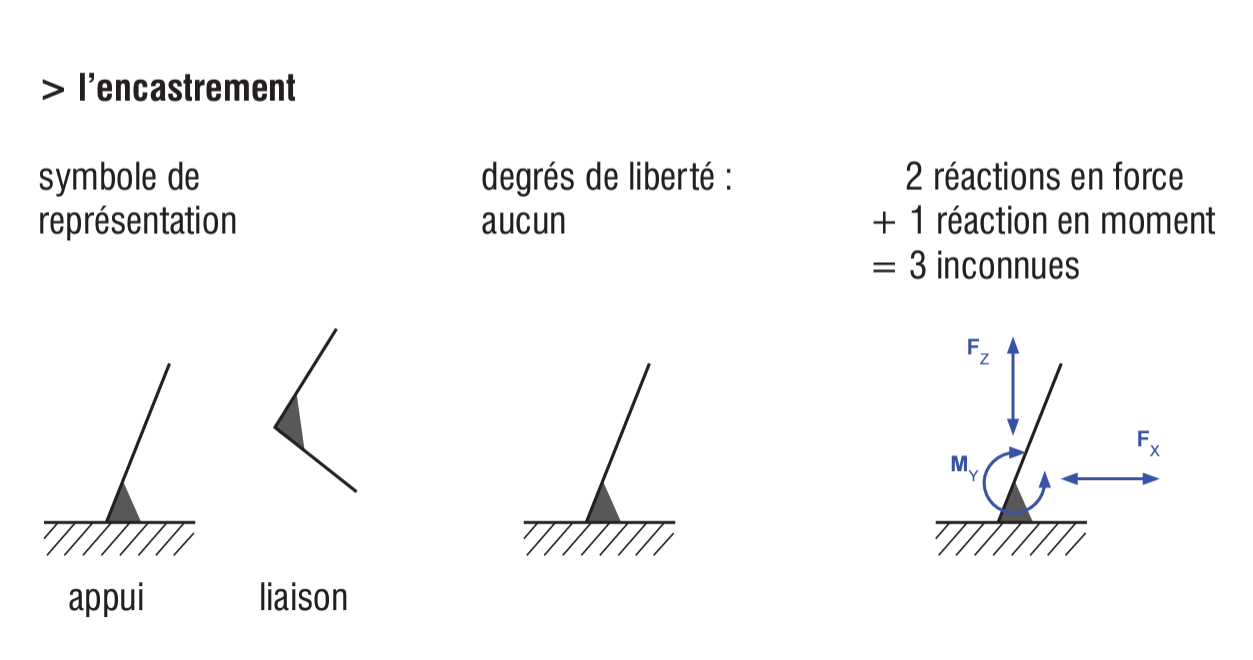 > l’encastrement
symbole de
représentation
degrés de liberté :
aucun
2 réactions en force
+ 1 réaction en moment
= 3 inconnues
FZ
FX
MY
appui
liaison